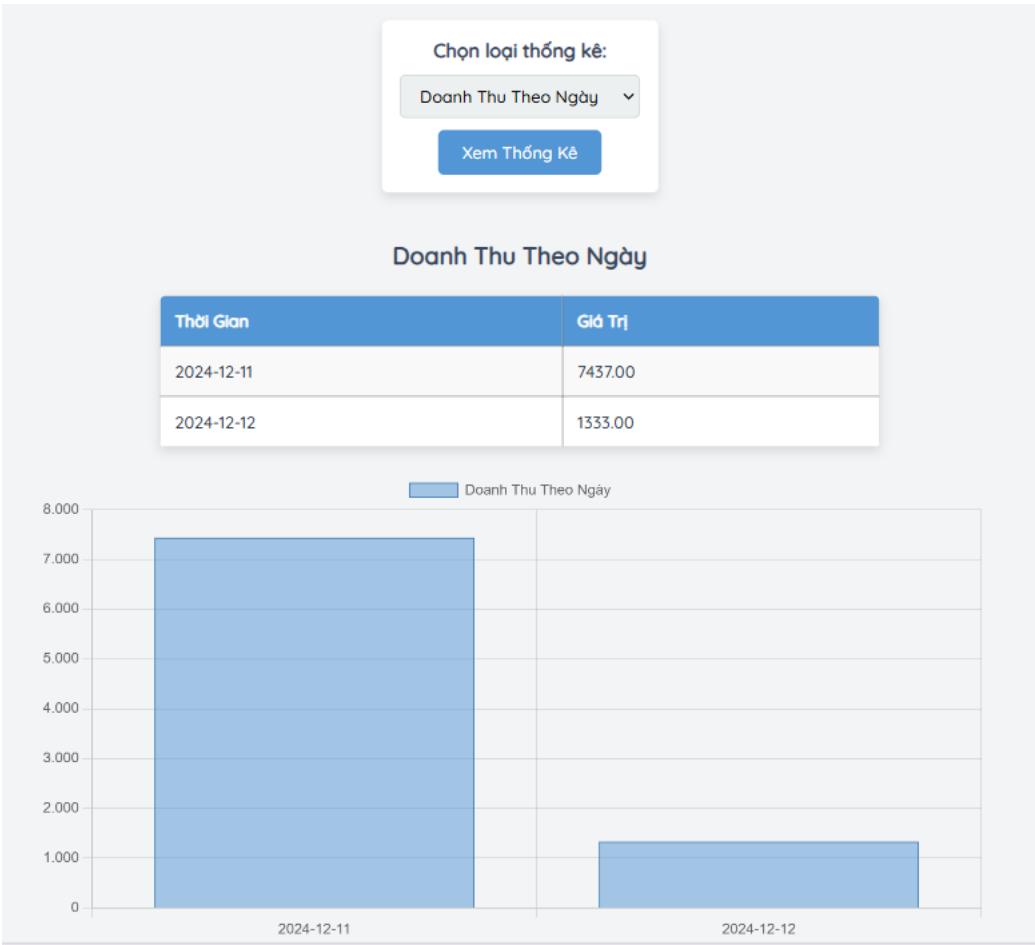 Chọn loại thống kê:
Doanh Thu Theo Ngày
Xem Thống Kê
Doanh Thu Theo Ngày
Thời Gian Giá Trị
2024-12-11 7437.00
2024-12-12 1333.00
Doanh Thu Theo Ngày
8.000
7.000
6.000
5.000
4.000
3.000
2.000
1.000
0
2024-12-11 2024-12-12